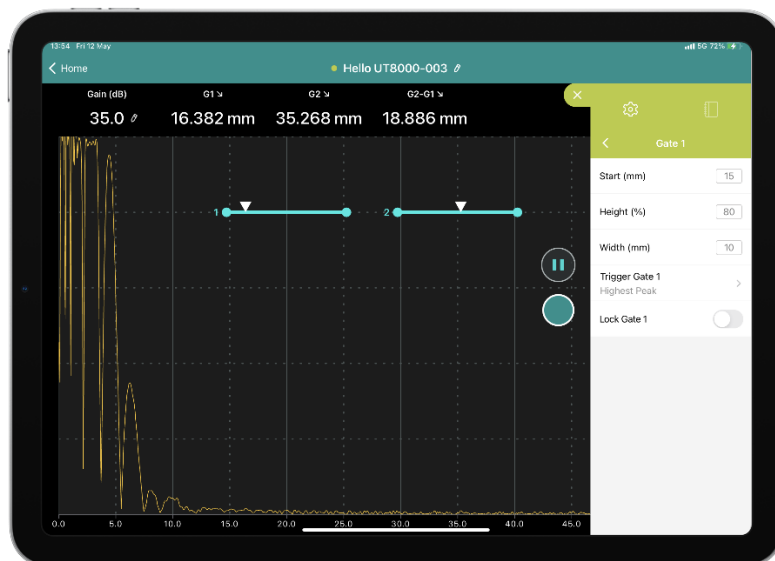 13:54 Fri 12 May
5G 72%
Home
Hello UT8000-003
Gain (dB) G1 ↘ G2 ↘ G2-G1 ↘
35.0 16.382 mm 35.268 mm 18.886 mm
Gate 1
Start (mm) 15
Height (%) 80
Width (mm) 10
Trigger Gate 1
Highest Peak
Lock Gate 1
1 2
0.0 5.0 10.0 15.0 20.0 25.0 30.0 35.0 40.0 45.0